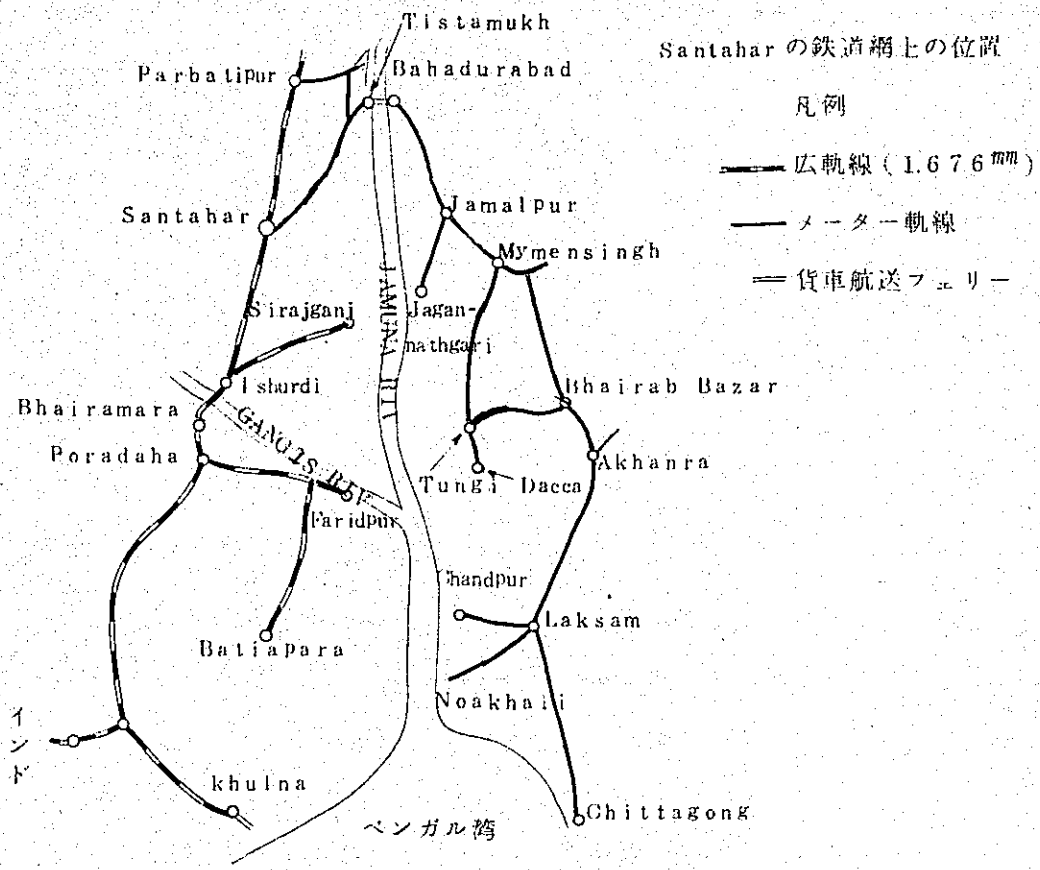 Tistamukh
Santaharの鉄道網上の位置
Parbatipur
Bahadurabad
凡例
広軌線(1.676mm)
Santahar
Jamalpur
メーター軌線
Mymensingh
貨車航送フェリー
Sirajganj
Jagan-
nathgari
JAMUNA RIV
Ishurdi
Bhairab Bazar
Bhairamara
GANGIS RIV
Poradaha
Akhanra
Tungi
Dacca
Faridpur
Chandpur
Laksam
Batiapara
Noakhali
インド
khulna
Chittagong
ベンガル湾